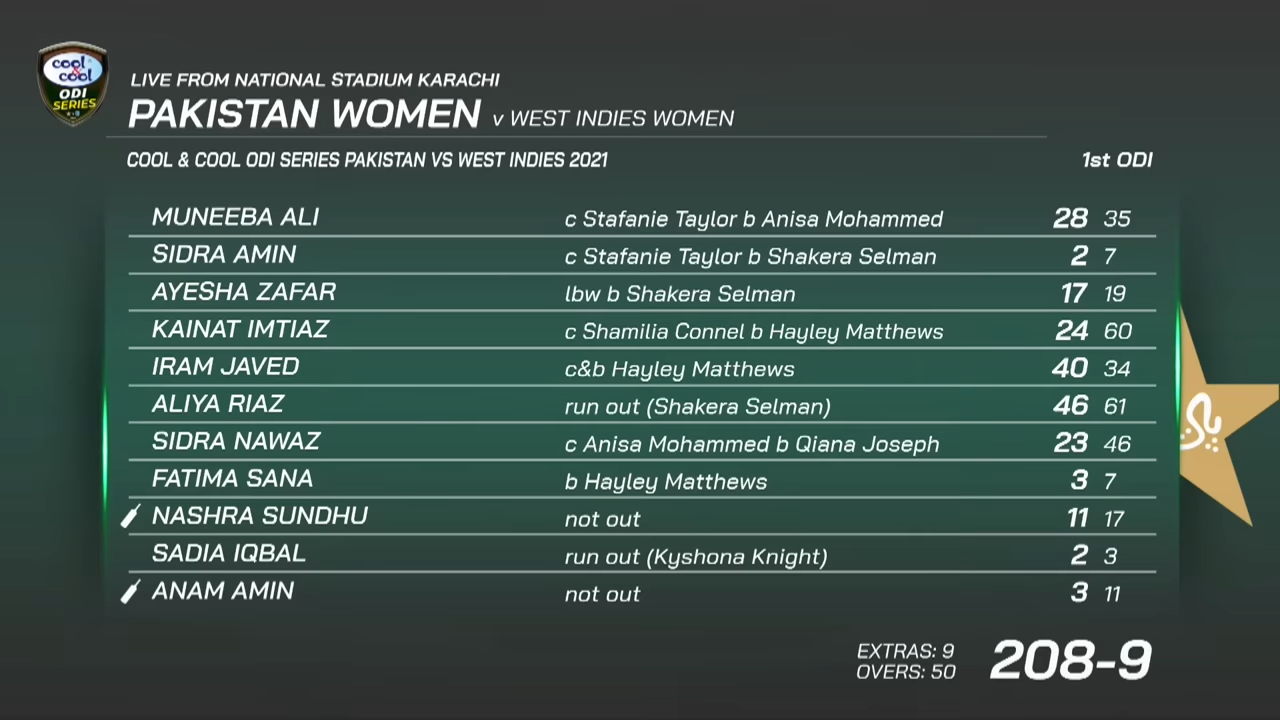 cool
&
cool
ODI
SERIES
LIVE FROM NATIONAL STADIUM KARACHI
PAKISTAN WOMEN v WEST INDIES WOMEN
COOL & COOL ODI SERIES PAKISTAN VS WEST INDIES 2021 1st ODI
MUNEEBA ALI c Stafanie Taylor b Anisa Mohammed 28 35
SIDRA AMIN c Stafanie Taylor b Shakera Selman 2 7
AYESHA ZAFAR lbw b Shakera Selman 17 19
KAINAT IMTIAZ c Shamilia Connel b Hayley Matthews 24 60
IRAM JAVED c&b Hayley Matthews 40 34
ALIYA RIAZ run out (Shakera Selman) 46 61
SIDRA NAWAZ c Anisa Mohammed b Qiana Joseph 23 46
FATIMA SANA b Hayley Matthews 3 7
NASHRA SUNDHU not out 11 17
SADIA IQBAL run out (Kyshona Knight) 2 3
ANAM AMIN not out 3 11
EXTRAS: 9
OVERS: 50 208-9